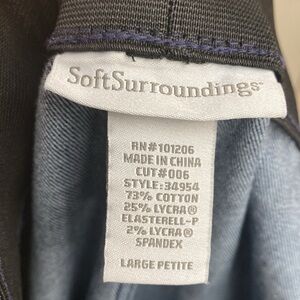 SoftSurroundings™
RN#101206
MADE IN CHINA
CUT#006
STYLE:34954
73% COTTON
25% LYCRA®
ELASTERELL-P
2% LYCRA®
SPANDEX
LARGE PETITE